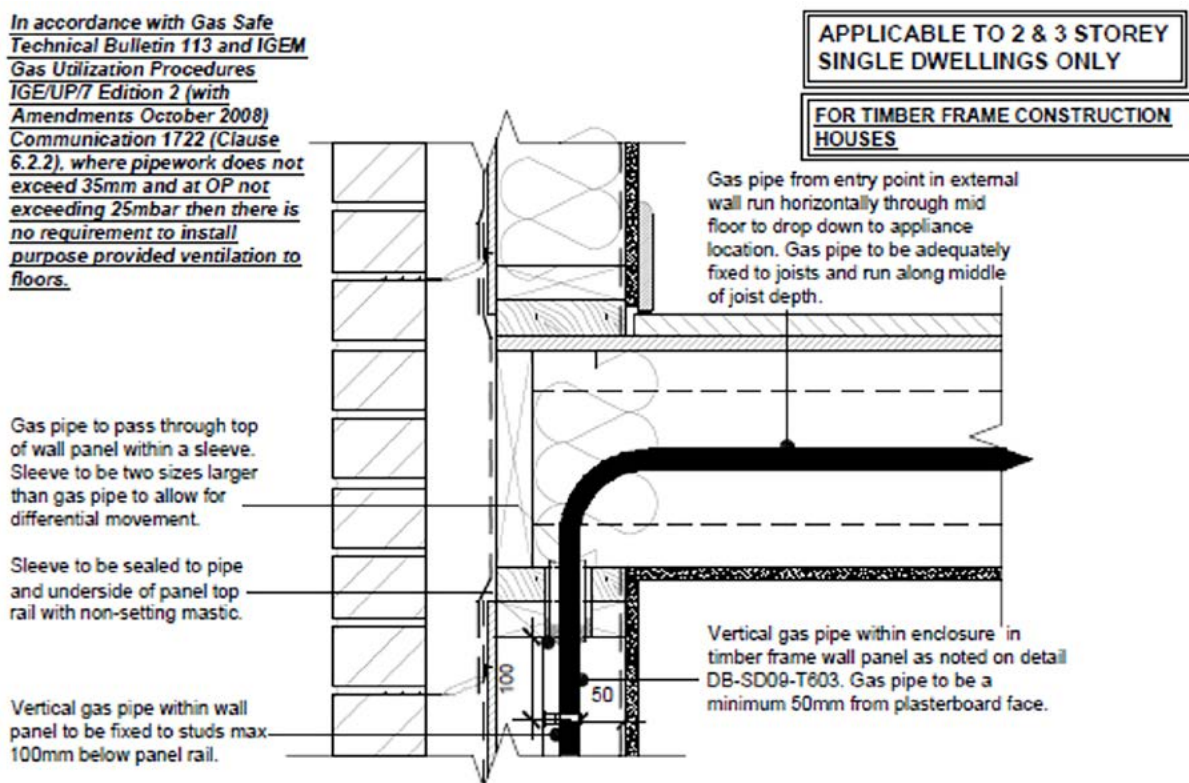 In accordance with Gas Safe
Technical Bulletin 113 and IGEM
Gas Utilization Procedures
IGE/UP/7 Edition 2 (with
Amendments October 2008)
Communication 1722 (Clause
6.2.2), where pipework does not
exceed 35mm and at OP not
exceeding 25mbar then there is
no requirement to install
purpose provided ventilation to
floors.
APPLICABLE TO 2 & 3 STOREY
SINGLE DWELLINGS ONLY
FOR TIMBER FRAME CONSTRUCTION
HOUSES
Gas pipe from entry point in external
wall run horizontally through mid
floor to drop down to appliance
location. Gas pipe to be adequately
fixed to joists and run along middle
of joist depth.
Gas pipe to pass through top
of wall panel within a sleeve.
Sleeve to be two sizes larger
than gas pipe to allow for
differential movement.
Sleeve to be sealed to pipe
and underside of panel top
rail with non-setting mastic.
Vertical gas pipe within wall
panel to be fixed to studs max
100mm below panel rail.
100
50
Vertical gas pipe within enclosure in
timber frame wall panel as noted on detail
DB-SD09-T603. Gas pipe to be a
minimum 50mm from plasterboard face.